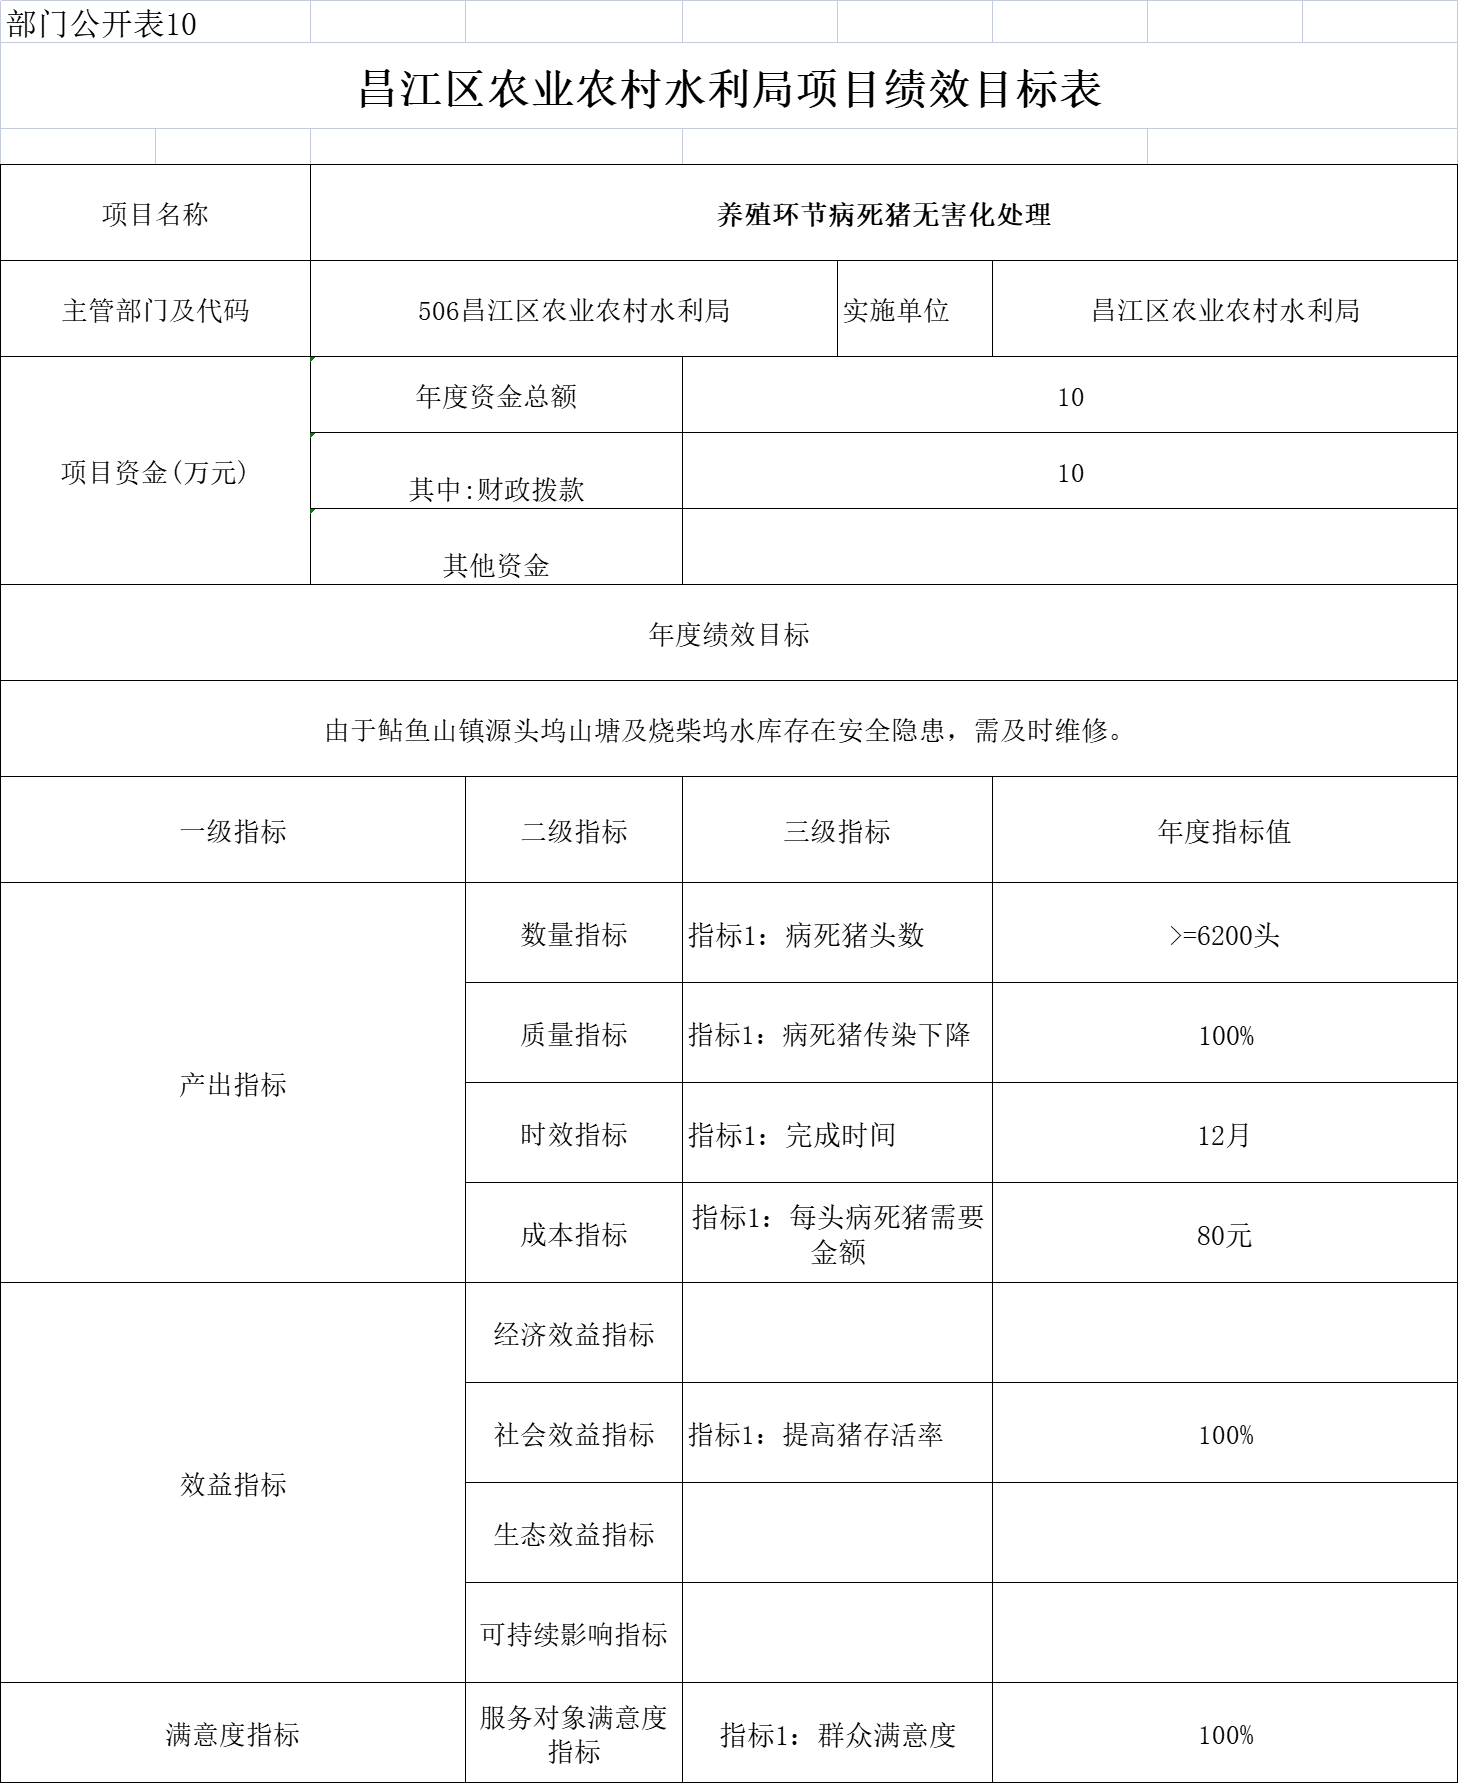 部门公开表10
昌江区农业农村水利局项目绩效目标表
项目名称
养殖环节病死猪无害化处理
主管部门及代码
506昌江区农业农村水利局
实施单位
昌江区农业农村水利局
项目资金(万元)
年度资金总额
10
其中:财政拨款
10
其他资金
年度绩效目标
由于鲇鱼山镇源头坞山塘及烧柴坞水库存在安全隐患，需及时维修。
一级指标
二级指标
三级指标
年度指标值
产出指标
数量指标
指标1：病死猪头数
>=6200头
质量指标
指标1：病死猪传染下降
100%
时效指标
指标1：完成时间
12月
成本指标
指标1：每头病死猪需要
金额
80元
效益指标
经济效益指标
社会效益指标
指标1：提高猪存活率
100%
生态效益指标
可持续影响指标
满意度指标
服务对象满意度
指标
指标1：群众满意度
100%